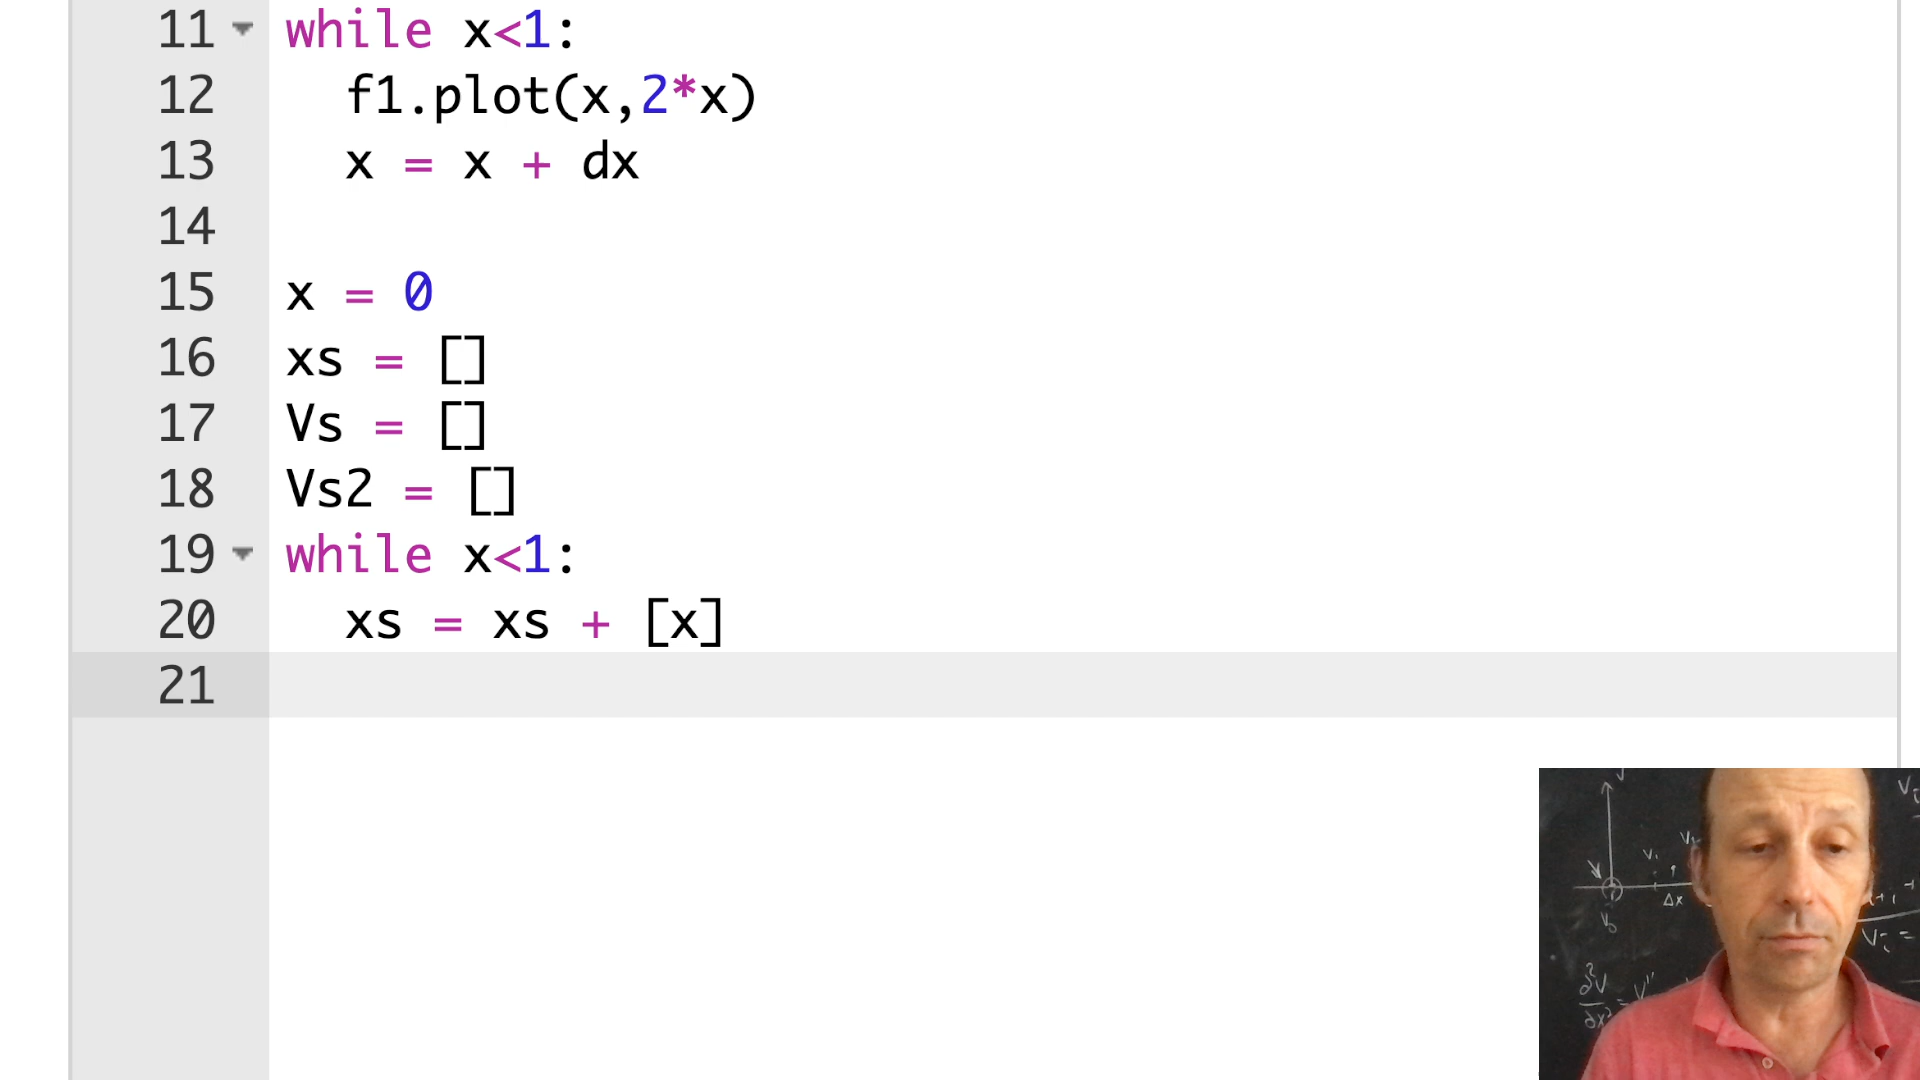 11 while x<1:
12 f1.plot(x,2*x)
13 x = x + dx
14
15 x = 0
16 xs = []
17 Vs = []
18 Vs2 = []
19 while x<1:
20 xs = xs + [x]
21
Δx